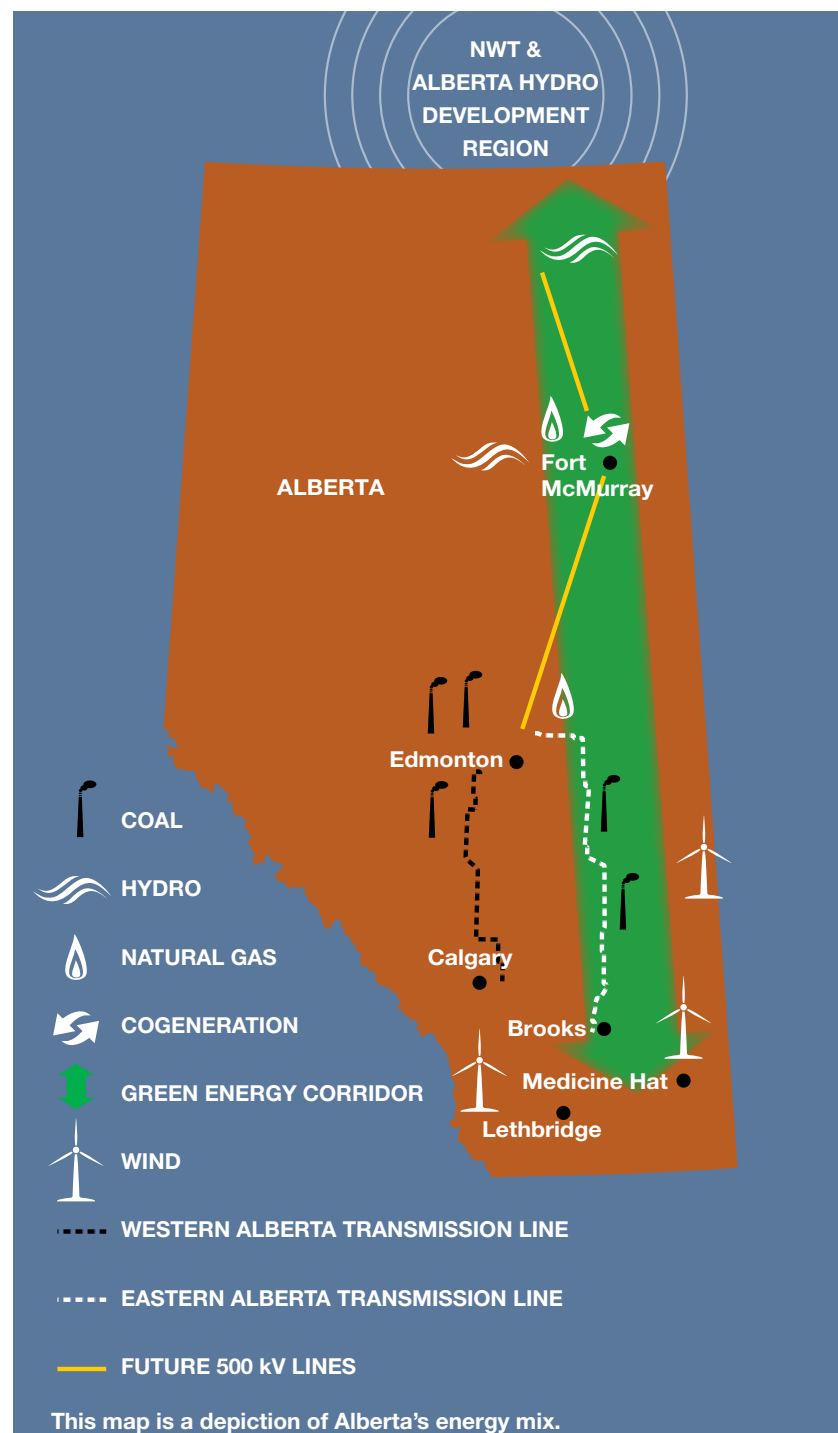 NWT &
ALBERTA HYDRO
DEVELOPMENT
REGION
Fort
McMurray
ALBERTA
Edmonton
COAL
HYDRO
NATURAL GAS
Calgary
COGENERATION
Brooks
GREEN ENERGY CORRIDOR
Medicine Hat
Lethbridge
WIND
WESTERN ALBERTA TRANSMISSION LINE
EASTERN ALBERTA TRANSMISSION LINE
FUTURE 500 kV LINES
This map is a depiction of Alberta’s energy mix.